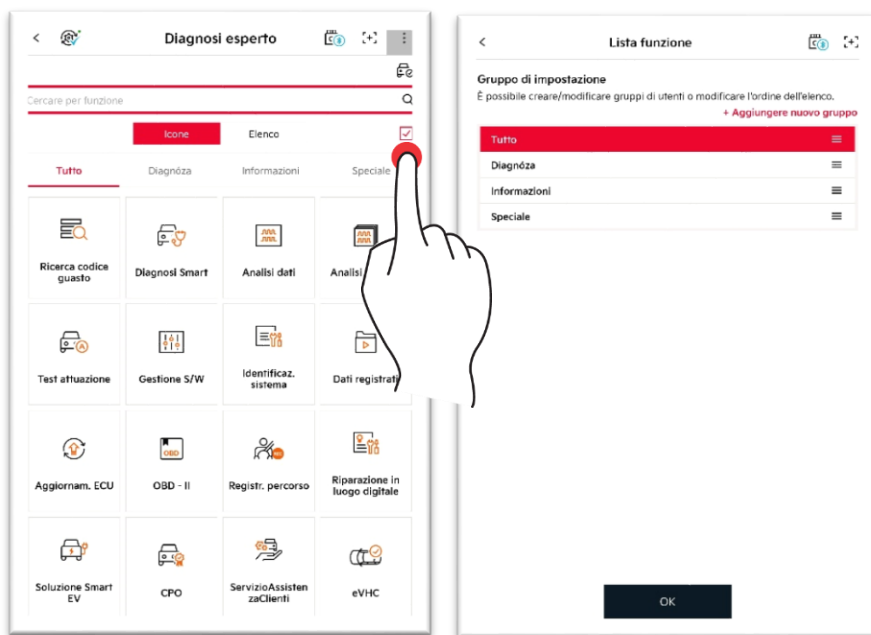 Diagnosi esperto
Cercare per funzione
Icone
Elenco
Tutto
Diagnóza
Informazioni
Speciale
Ricerca codice
guasto
Diagnosi Smart
Analisi dati
Analisi
Test attuazione
Gestione S/W
Identificaz.
sistema
Dati registrati
Aggiornam. ECU
OBD
OBD - II
Registr. percorso
Riparazione in
luogo digitale
Soluzione Smart
EV
CPO
ServizioAssisten
zaClienti
eVHC
Lista funzione
Gruppo di impostazione
È possibile creare/modificare gruppi di utenti o modificare l'ordine dell'elenco.
+ Aggiungere nuovo gruppo
Tutto
Diagnóza
Informazioni
Speciale
OK